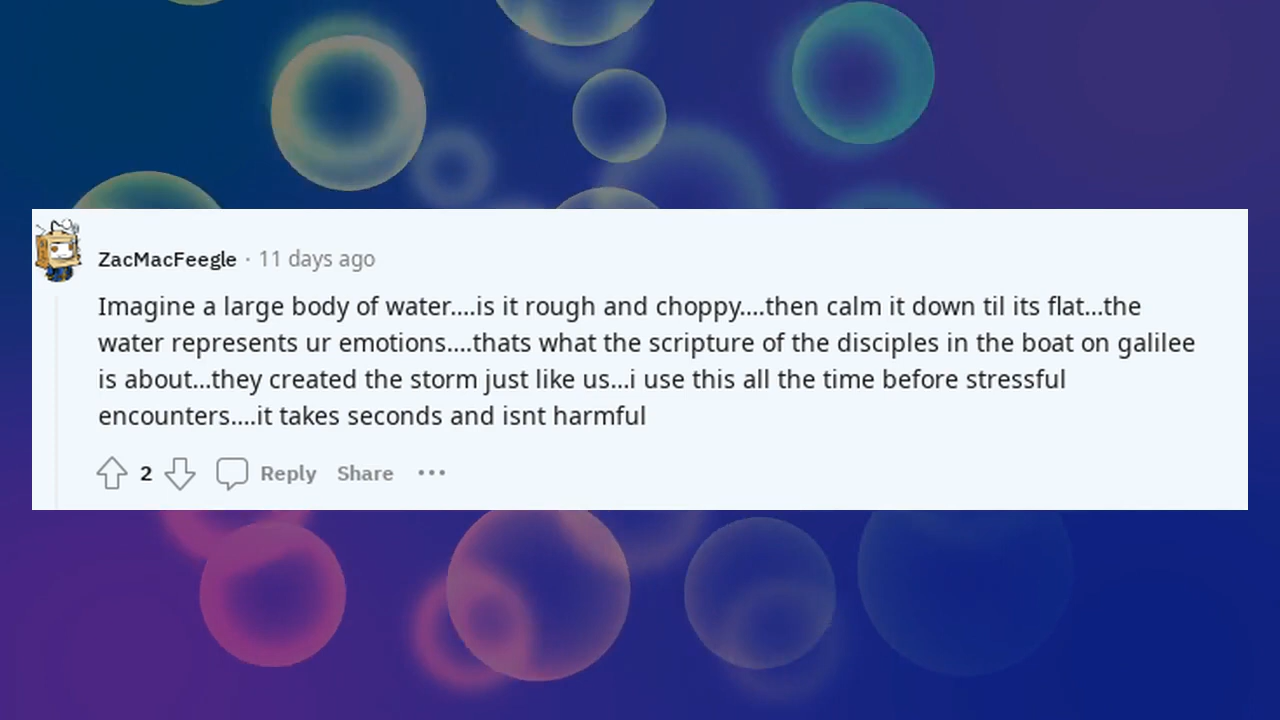 ZacMacFeegle · 11 days ago
Imagine a large body of water....is it rough and choppy....then calm it down til its flat...the
water represents ur emotions....thats what the scripture of the disciples in the boat on galilee
is about...they created the storm just like us...i use this all the time before stressful
encounters....it takes seconds and isnt harmful
2 Reply Share ···